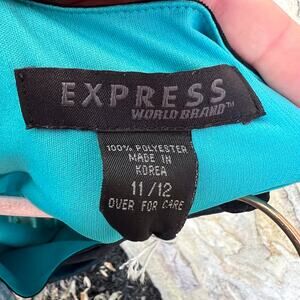 EXPRESS
WORLD BRAND™
100% POLYESTER
MADE IN
KOREA
11/12
OVER FOR CARE